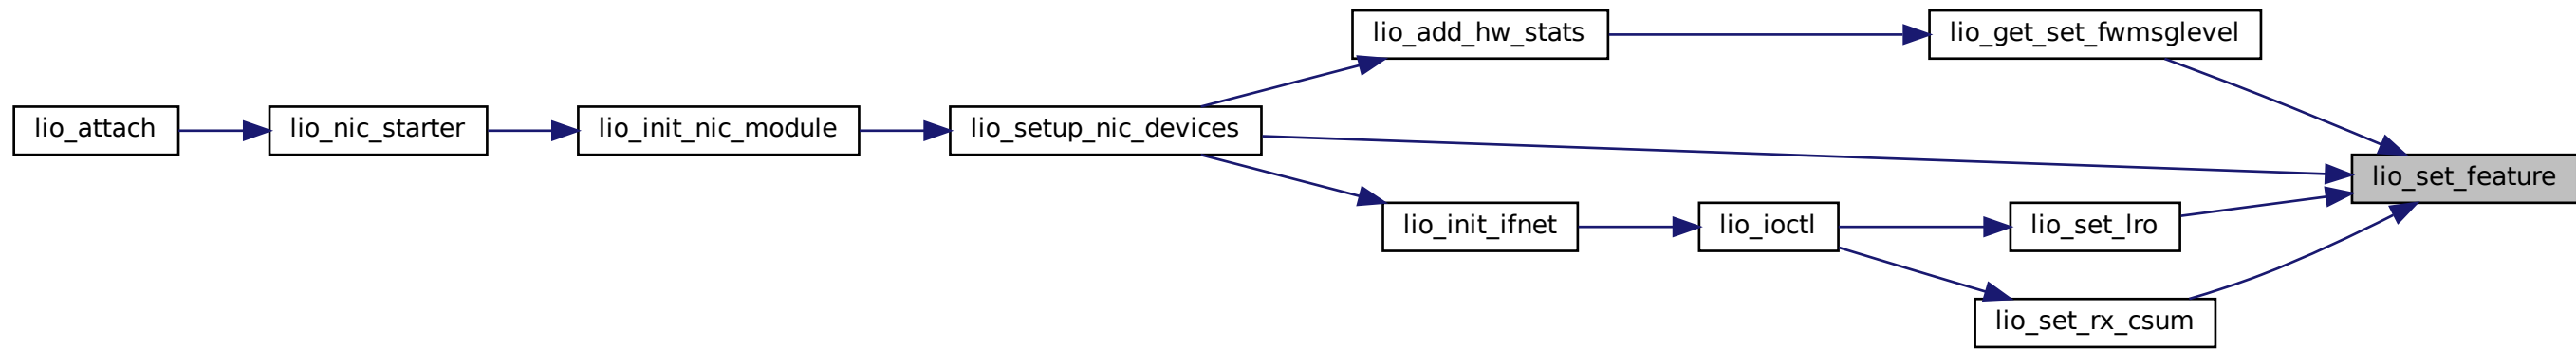 lio_add_hw_stats
lio_get_set_fwmsglevel
lio_attach
lio_nic_starter
lio_init_nic_module
lio_setup_nic_devices
lio_set_feature
lio_init_ifnet
lio_ioctl
lio_set_lro
lio_set_rx_csum